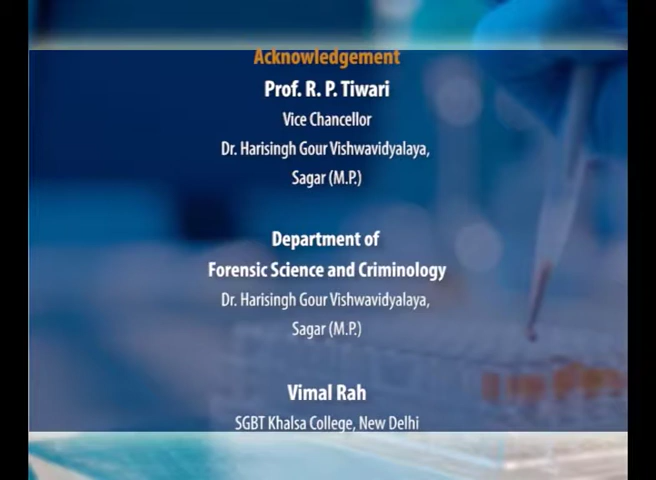 Acknowledgement
Prof. R. P. Tiwari
Vice Chancellor
Dr. Harisingh Gour Vishwavidyalaya,
Sagar (M.P.)
Department of
Forensic Science and Criminology
Dr. Harisingh Gour Vishwavidyalaya,
Sagar (M.P.)
Vimal Rah
SGBT Khalsa College, New Delhi